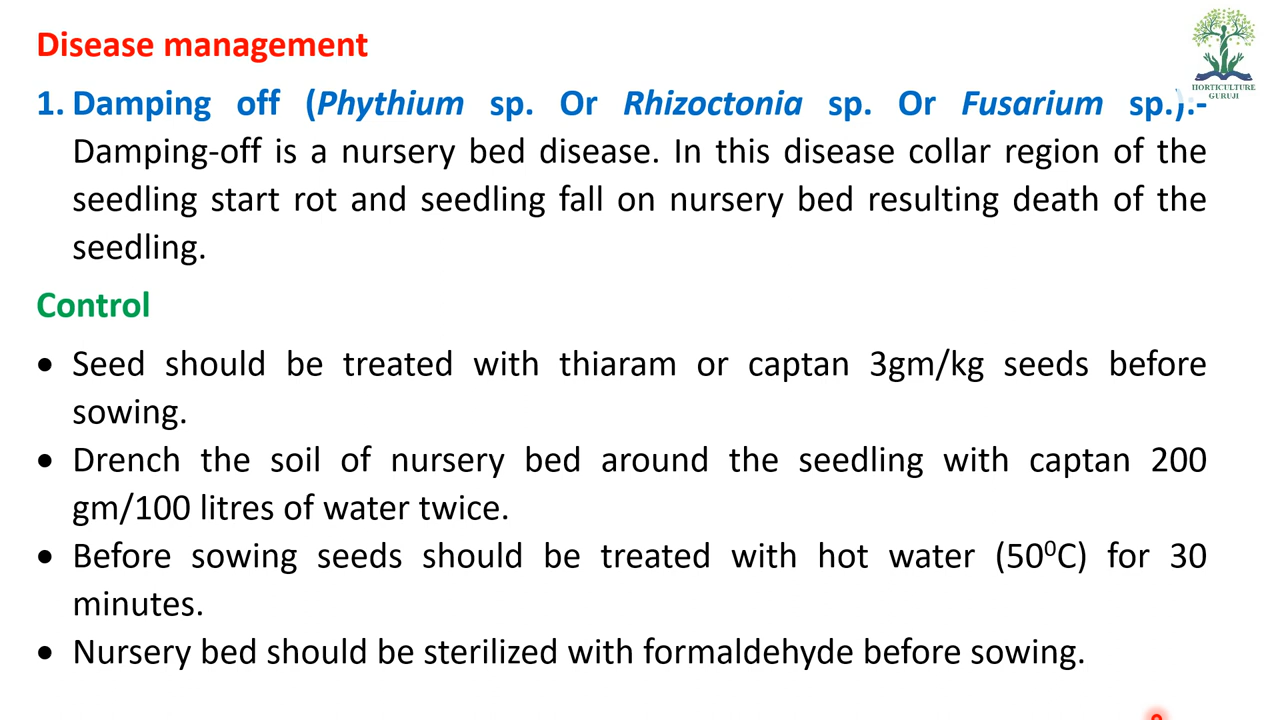 Disease management
HORTICULTURE
GURUJI
1. Damping off (Phythium sp. Or Rhizoctonia sp. Or Fusarium sp.):-
Damping-off is a nursery bed disease. In this disease collar region of the
seedling start rot and seedling fall on nursery bed resulting death of the
seedling.
Control
• Seed should be treated with thiaram or captan 3gm/kg seeds before
sowing.
• Drench the soil of nursery bed around the seedling with captan 200
gm/100 litres of water twice.
• Before sowing seeds should be treated with hot water (50⁰C) for 30
minutes.
• Nursery bed should be sterilized with formaldehyde before sowing.